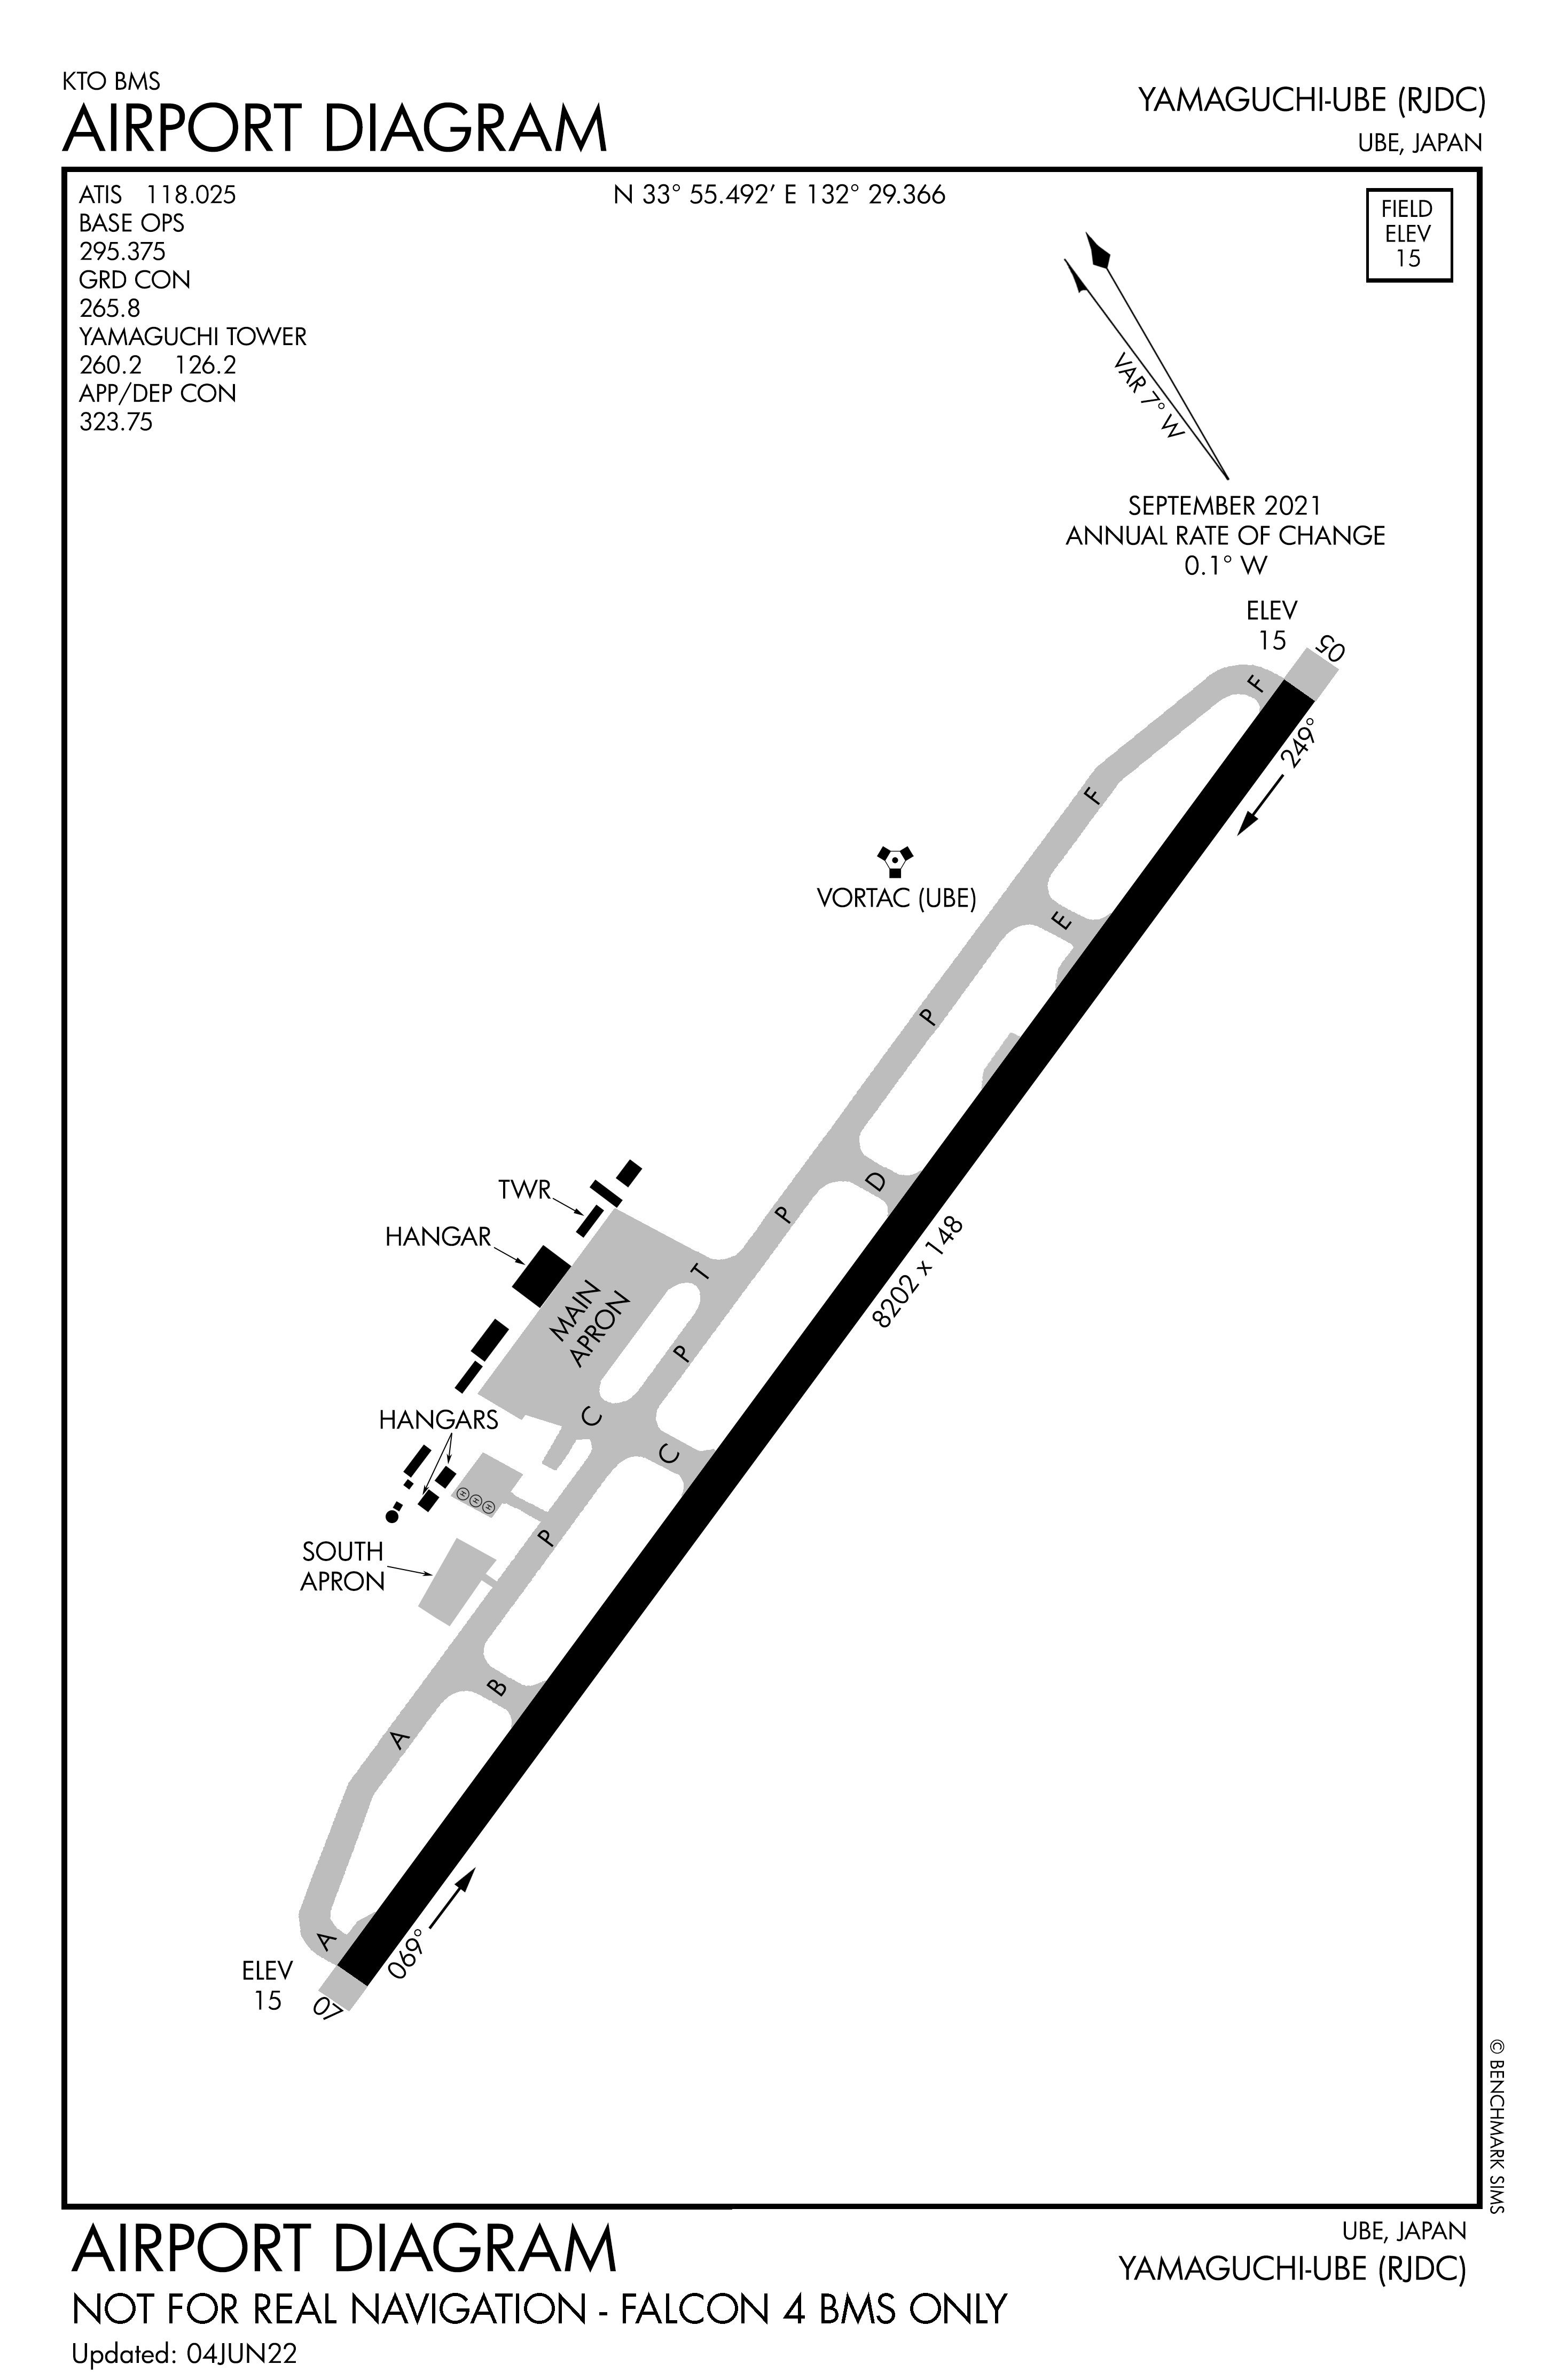 KTO BMS
AIRPORT DIAGRAM
YAMAGUCHI-UBE (RJDC)
UBE, JAPAN
ATIS 118.025
BASE OPS
295.375
GRD CON
265.8
YAMAGUCHI TOWER
260.2 126.2
APP/DEP CON
323.75
N 33° 55.492’ E 132° 29.366
FIELD
ELEV
15
VAR 7° W
SEPTEMBER 2021
ANNUAL RATE OF CHANGE
0.1° W
ELEV
15
05
F
249°
F
VORTAC (UBE)
E
P
D
TWR
P
HANGAR
T
8202 x 148
MAIN
APRON
P
C
HANGARS
C
H H H
P
SOUTH
APRON
B
A
A
069°
ELEV
15
07
© BENCHMARK SIMS
AIRPORT DIAGRAM
UBE, JAPAN
YAMAGUCHI-UBE (RJDC)
NOT FOR REAL NAVIGATION - FALCON 4 BMS ONLY
Updated: 04JUN22